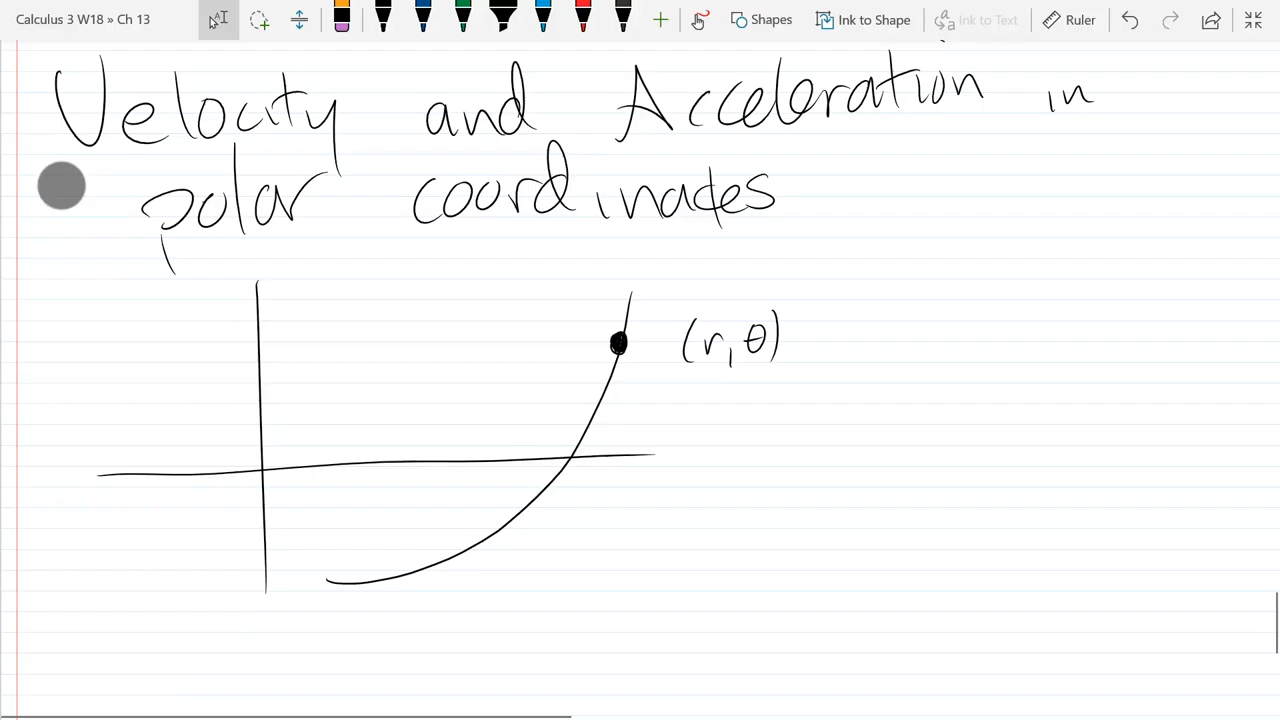 Calculus 3 W18 » Ch 13
Shapes
Ink to Shape
Ink to Text
Ruler
Velocity and Acceleration in
polar coordinates
(r, θ)